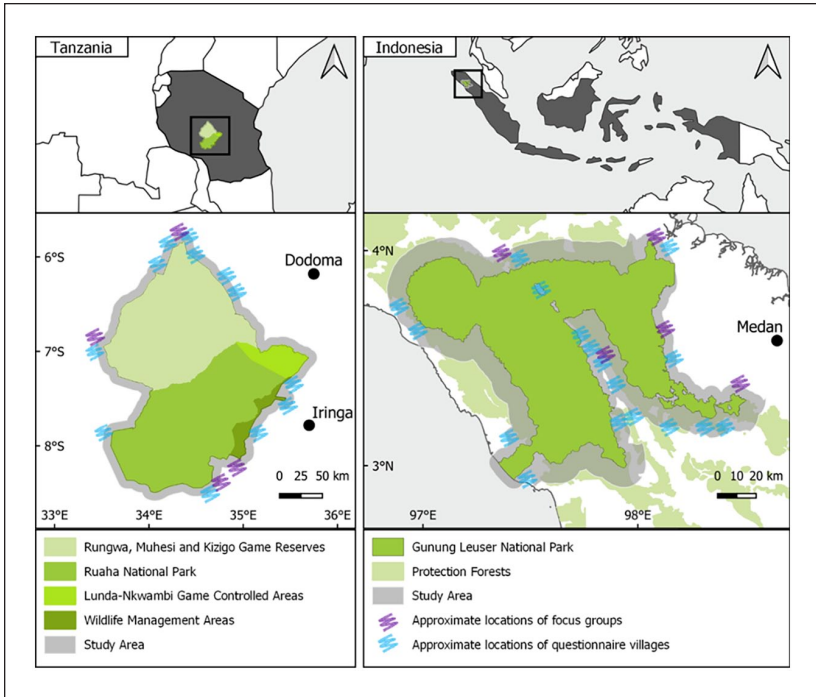 Tanzania
6°S
7°S
8°S
Dodoma
Iringa
0 25 50 km
33°E 34°E 35°E 36°E
Rungwa, Muhesi and Kizigo Game Reserves
Ruaha National Park
Lunda-Nkwambi Game Controlled Areas
Wildlife Management Areas
Study Area
Indonesia
4°N
Medan
3°N
0 10 20 km
97°E 98°E
Gunung Leuser National Park
Protection Forests
Study Area
Approximate locations of focus groups
Approximate locations of questionnaire villages